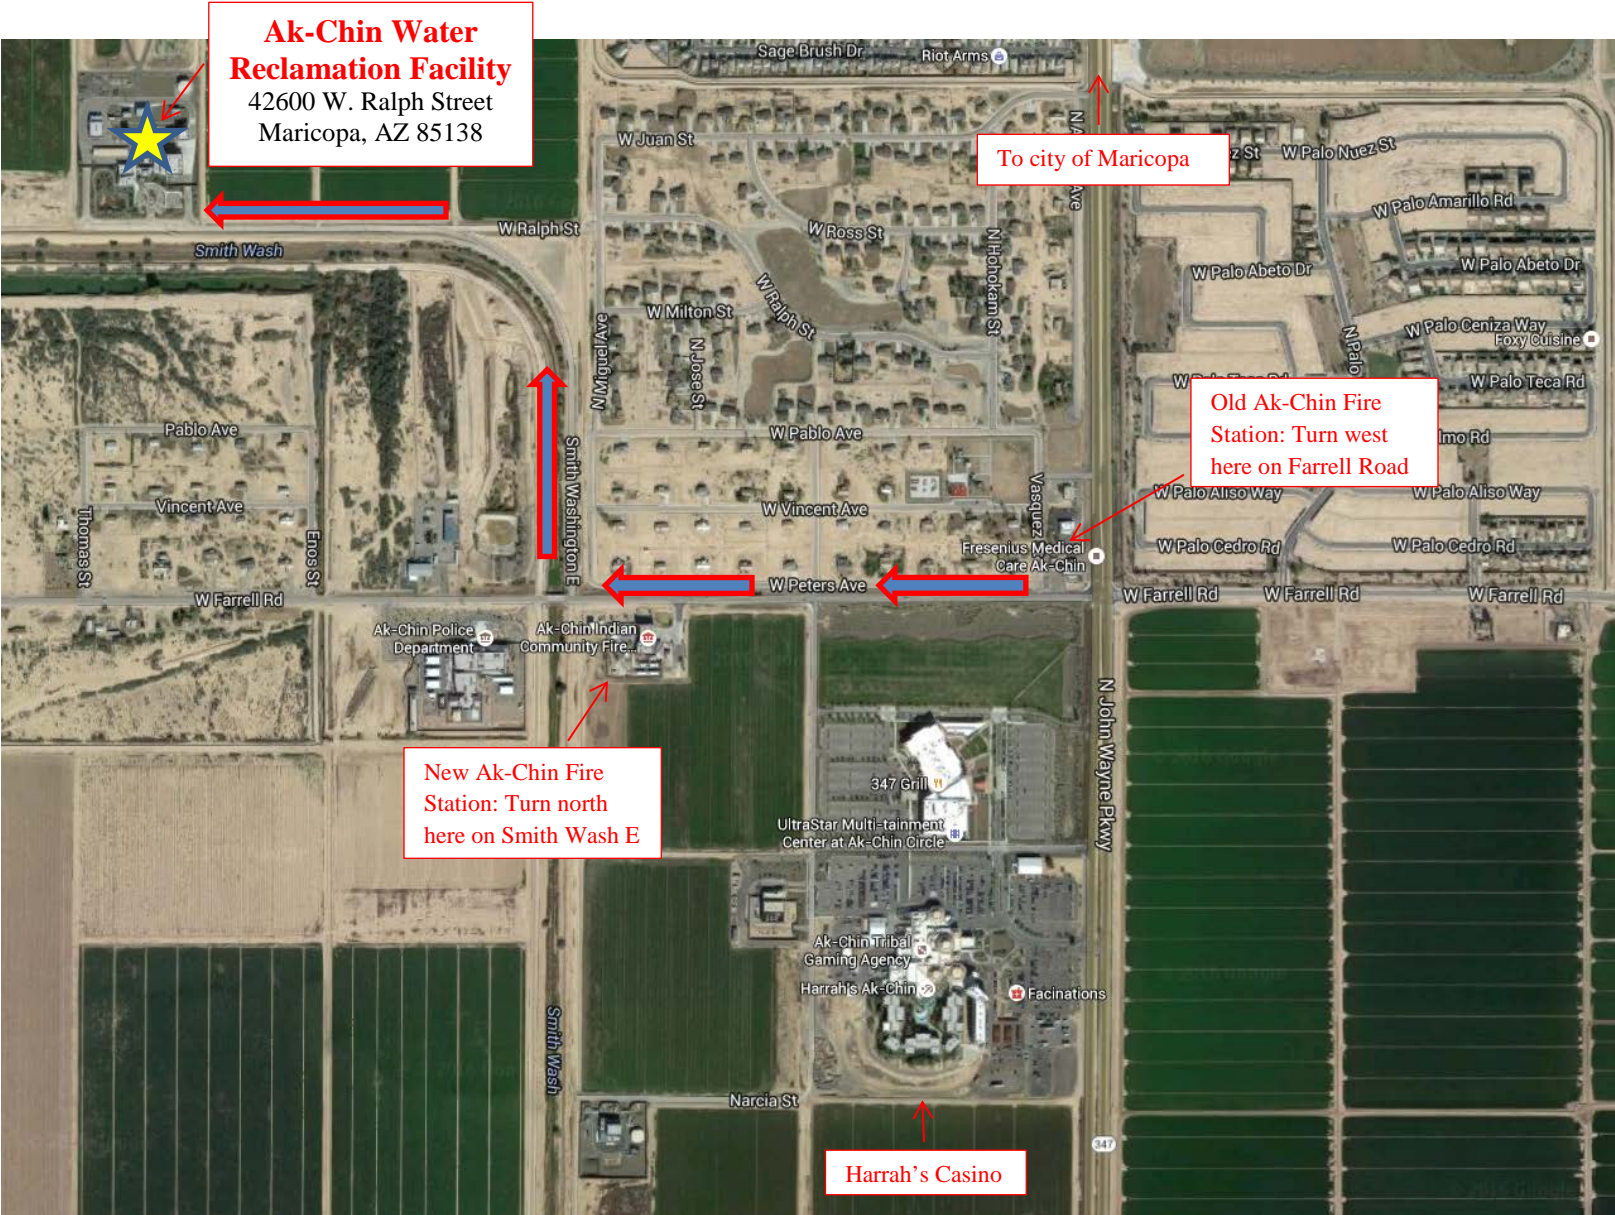 Ak-Chin Water
Reclamation Facility
42600 W. Ralph Street
Maricopa, AZ 85138
Sage Brush Dr
Riot Arms
W Juan St
To city of Maricopa
Ave
St
W Palo Nuez St
W Palo Amarillo Rd
W Ralph St
W Ross St
N Hohokam St
Smith Wash
W Palo Abeto Dr
W Palo Abeto Dr
W Milton St
W Ralph St
N Miguel Ave
N Jose St
N Palo
W Palo Ceniza Way
Foxy Cuisine
W Palo Teca Rd
Old Ak-Chin Fire
Station: Turn west
here on Farrell Road
Pablo Ave
W Pablo Ave
Rd
Vincent Ave
W Vincent Ave
Vasquez
W Palo Aliso Way
W Palo Aliso Way
Thomas St
Enos St
Smith Washington E
Fresenius Medical
Care Ak-Chin
W Palo Cedro Rd
W Palo Cedro Rd
W Peters Ave
W Farrell Rd
W Farrell Rd
W Farrell Rd
W Farrell Rd
Ak-Chin Police
Department
Ak-Chin Indian
Community Fire...
N John Wayne Pkwy
New Ak-Chin Fire
Station: Turn north
here on Smith Wash E
347 Grill
UltraStar Multi-tainment
Center at Ak-Chin Circle
Ak-Chin Tribal
Gaming Agency
Harrah's Ak-Chin
Facinations
Smith Wash
Narcia St
347
Harrah's Casino